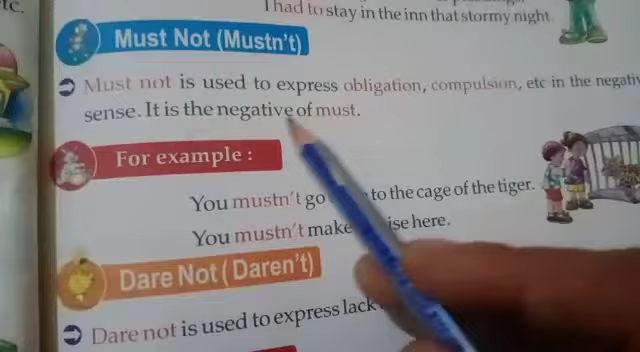 etc.
I had to stay in the inn that stormy night.
Must Not (Mustn't)
Must not is used to express obligation, compulsion, etc in the
sense. It is the negative of must.
For example :
You mustn't go to the cage of the tiger.
You mustn't make here.
Dare Not ( Daren't)
Dare not is used to express lack